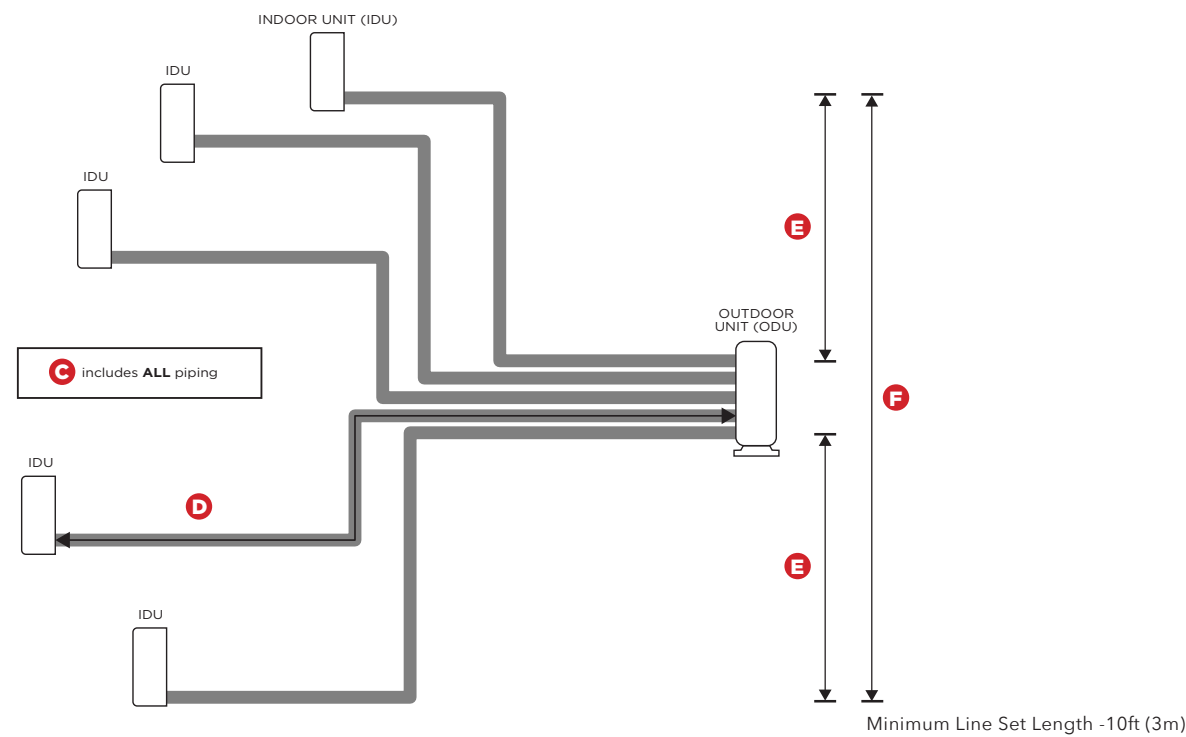 INDOOR UNIT (IDU)
IDU
IDU
E
OUTDOOR
UNIT (ODU)
C includes ALL piping
F
IDU
D
E
IDU
Minimum Line Set Length -10ft (3m)